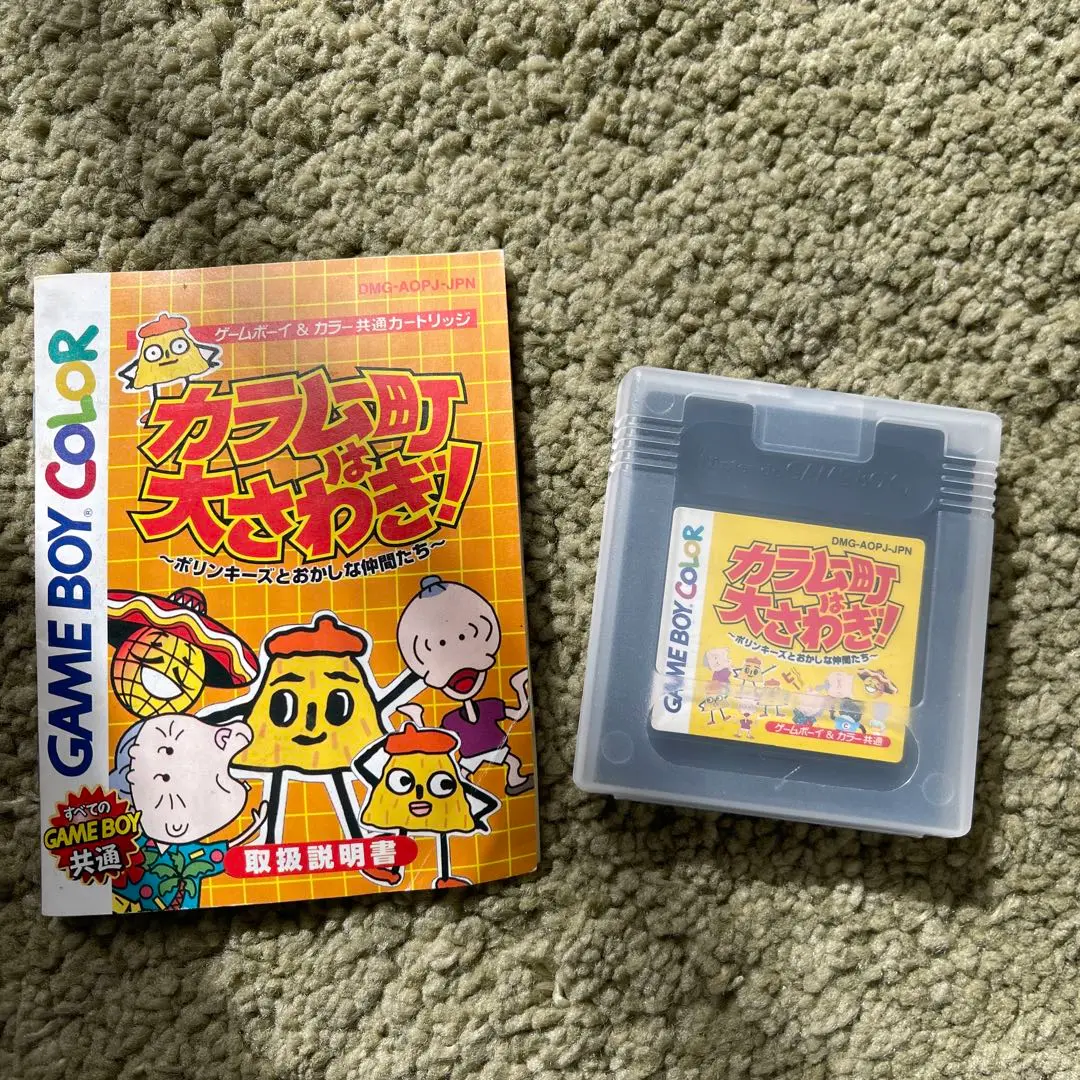 DMG-AOPJ-JPN
ゲームボーイ & カラー共通カートリッジ
カラムー町
は
大さわぎ!
〜ポリンキーズとおかしな仲間たち〜
GAME BOY COLOR
すべての
GAME BOY
共通
取扱説明書
Nintendo GAME BOY
DMG-AOPJ-JPN
カラムー町
は
大さわぎ!
〜ポリンキーズとおかしな仲間たち〜
GAME BOY COLOR
ゲームボーイ & カラー共通